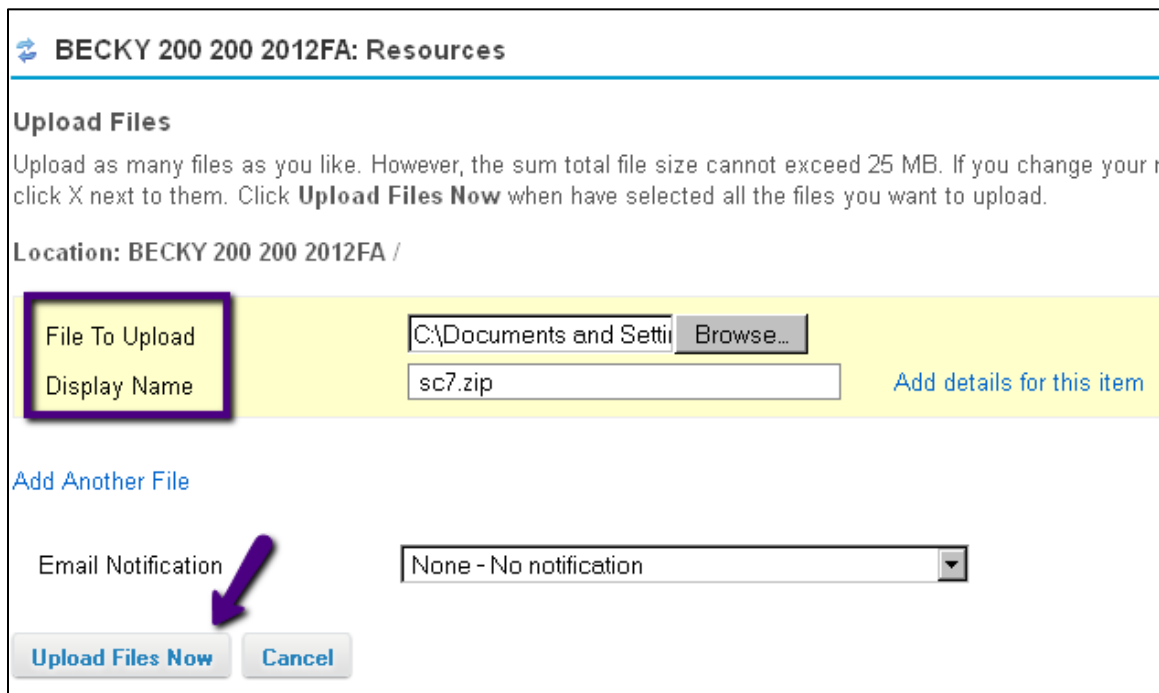 BECKY 200 200 2012FA: Resources
Upload Files
Upload as many files as you like. However, the sum total file size cannot exceed 25 MB. If you change your
click X next to them. Click Upload Files Now when have selected all the files you want to upload.
Location: BECKY 200 200 2012FA /
File To Upload C:\Documents and Settin Browse...
Display Name sc7.zip Add details for this item
Add Another File
Email Notification None - No notification
Upload Files Now Cancel